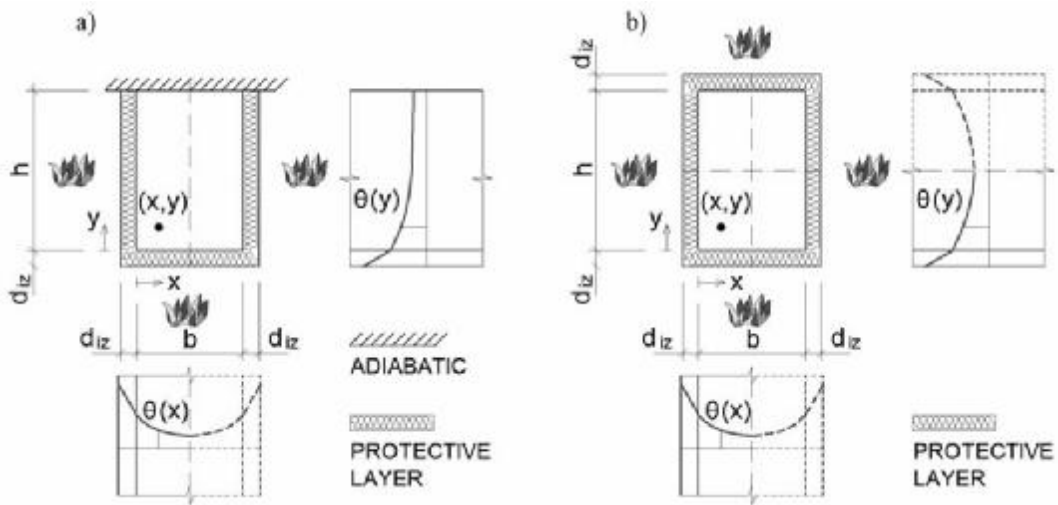 a)
h
(x,y)
y
x
d_iz
d_iz
b
d_iz
θ(y)
θ(x)
ADIABATIC
PROTECTIVE
LAYER
b)
d_iz
h
(x,y)
y
x
d_iz
d_iz
b
d_iz
θ(y)
θ(x)
PROTECTIVE
LAYER